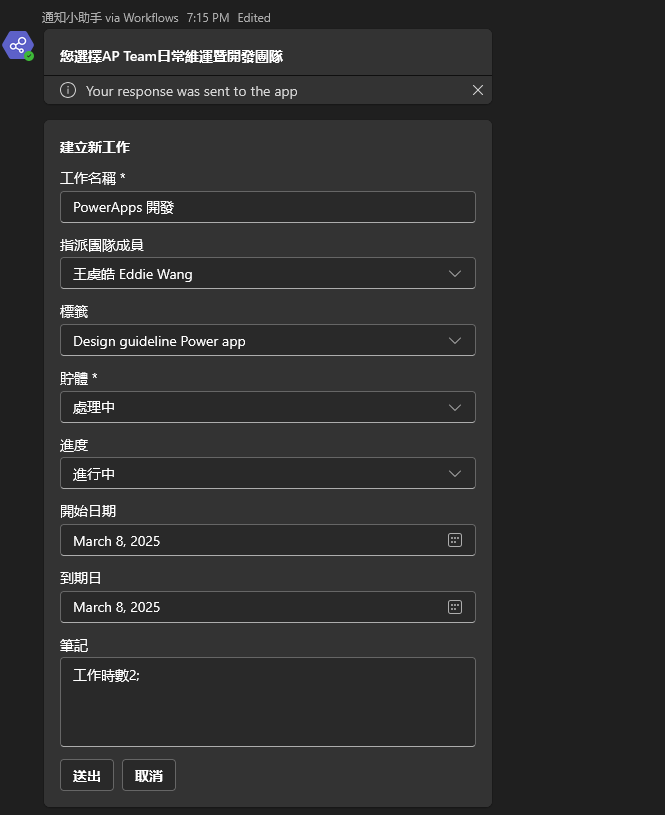 通知小助手 via Workflows 7:15 PM Edited
您選擇AP Team日常維運暨開發團隊
Your response was sent to the app
建立新工作
工作名稱 *
PowerApps 開發
指派團隊成員
王虔皓 Eddie Wang
標籤
Design guideline Power app
貯體 *
處理中
進度
進行中
開始日期
March 8, 2025
到期日
March 8, 2025
筆記
工作時數2;
送出 取消